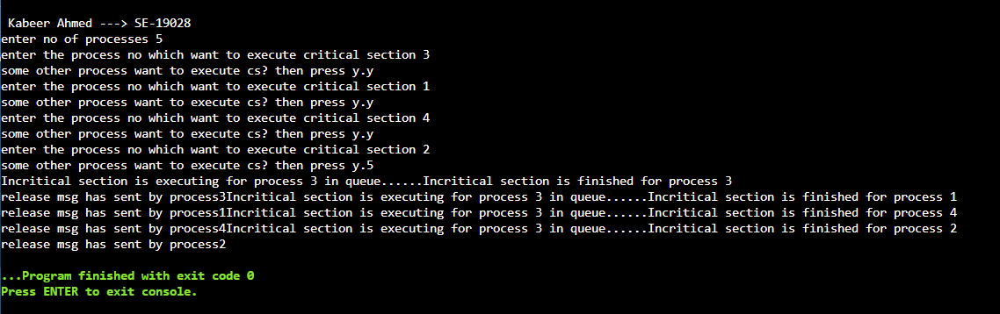 Kabeer Ahmed ---> SE-19028
enter no of processes 5
enter the process no which want to execute critical section 3
some other process want to execute cs? then press y.y
enter the process no which want to execute critical section 1
some other process want to execute cs? then press y.y
enter the process no which want to execute critical section 4
some other process want to execute cs? then press y.y
enter the process no which want to execute critical section 2
some other process want to execute cs? then press y.5
Incritical section is executing for process 3 in queue......Incritical section is finished for process 3
release msg has sent by process3Incritical section is executing for process 3 in queue......Incritical section is finished for process 1
release msg has sent by process1Incritical section is executing for process 3 in queue......Incritical section is finished for process 4
release msg has sent by process4Incritical section is executing for process 3 in queue......Incritical section is finished for process 2
release msg has sent by process2
...Program finished with exit code 0
Press ENTER to exit console.